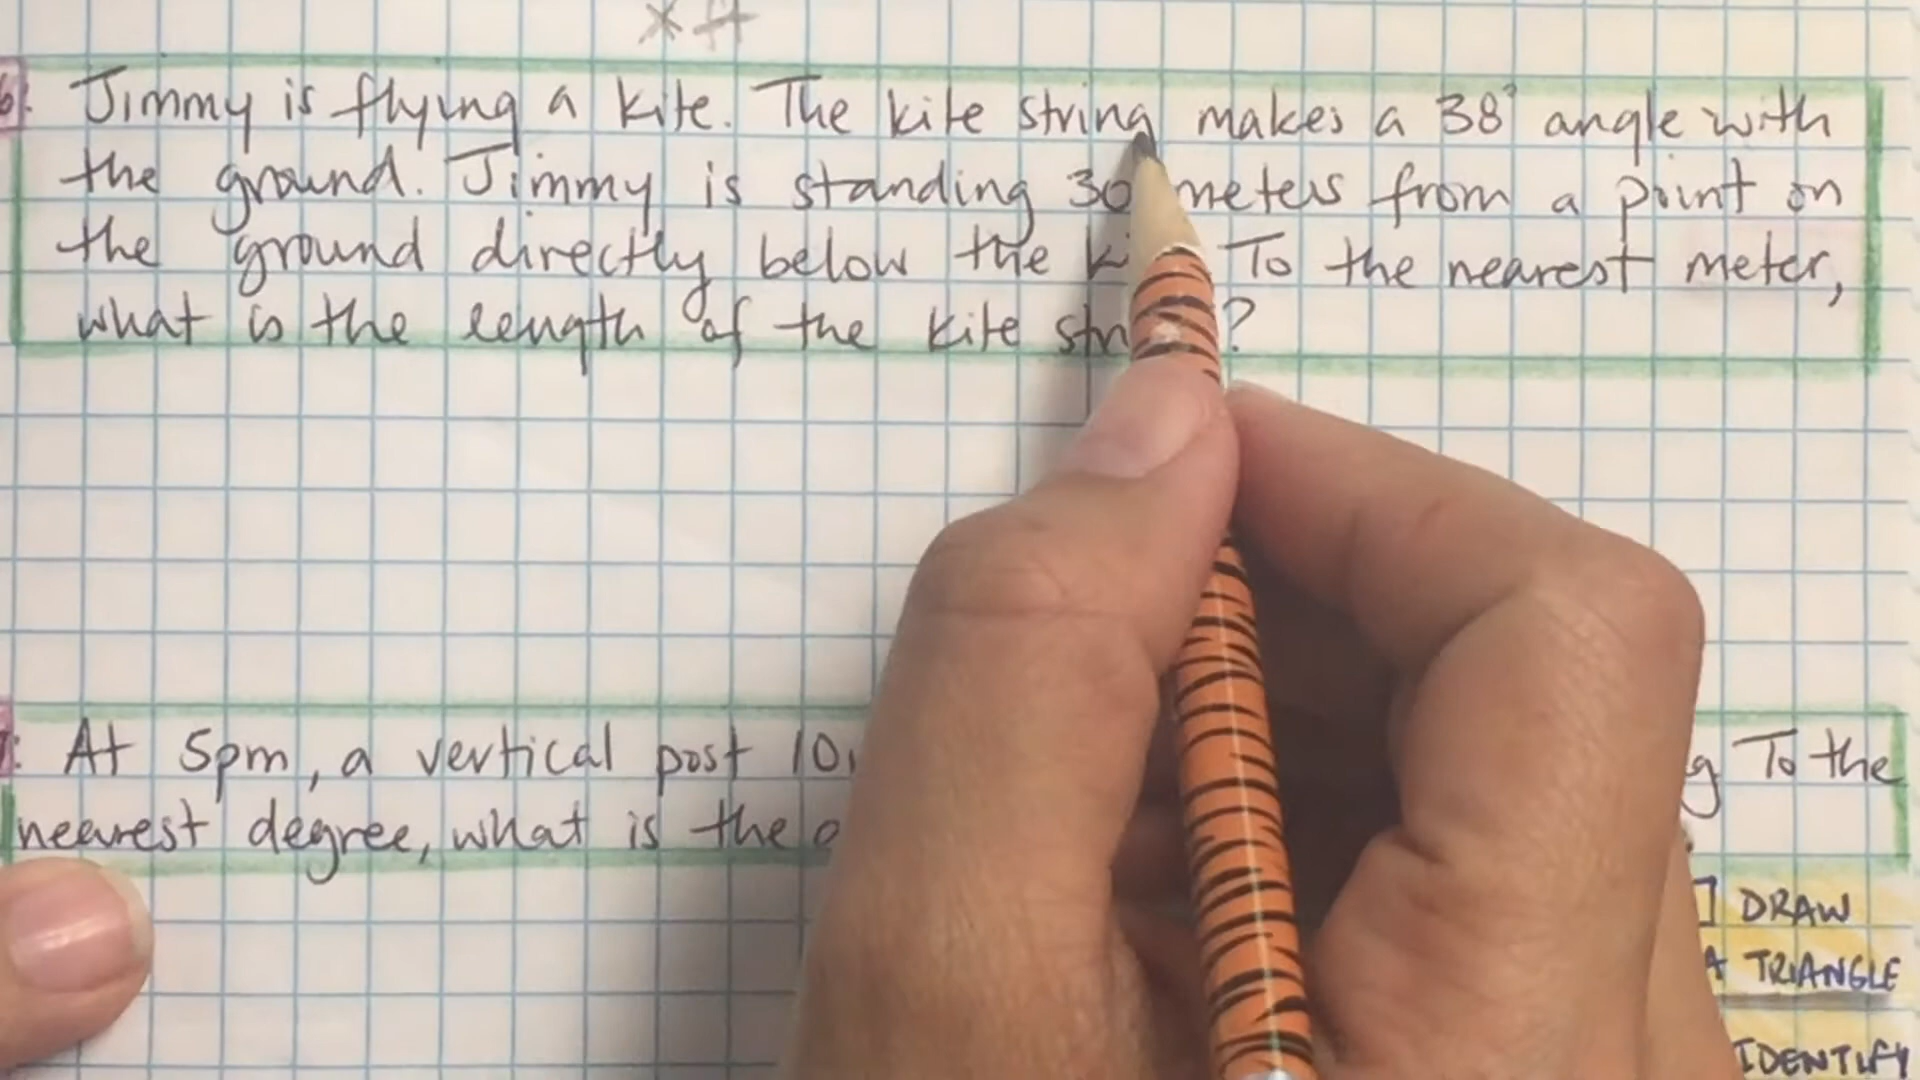 6. Jimmy is flying a kite. The kite string makes a 38° angle with
the ground. Jimmy is standing 30 meters from a point on
the ground directly below the To the nearest meter,
what is the length of the kite ?
At 5pm, a vertical post To the
nearest degree, what is the
DRAW
TRIANGLE
IDENTIFY